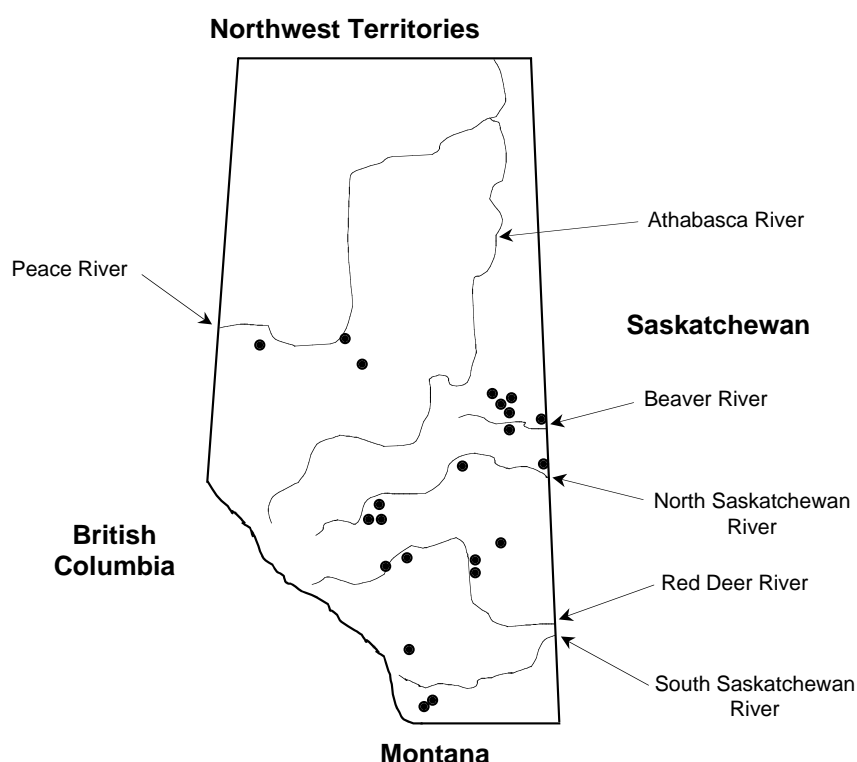 Northwest Territories
Athabasca River
Peace River
Saskatchewan
Beaver River
North Saskatchewan
River
British
Columbia
Red Deer River
South Saskatchewan
River
Montana